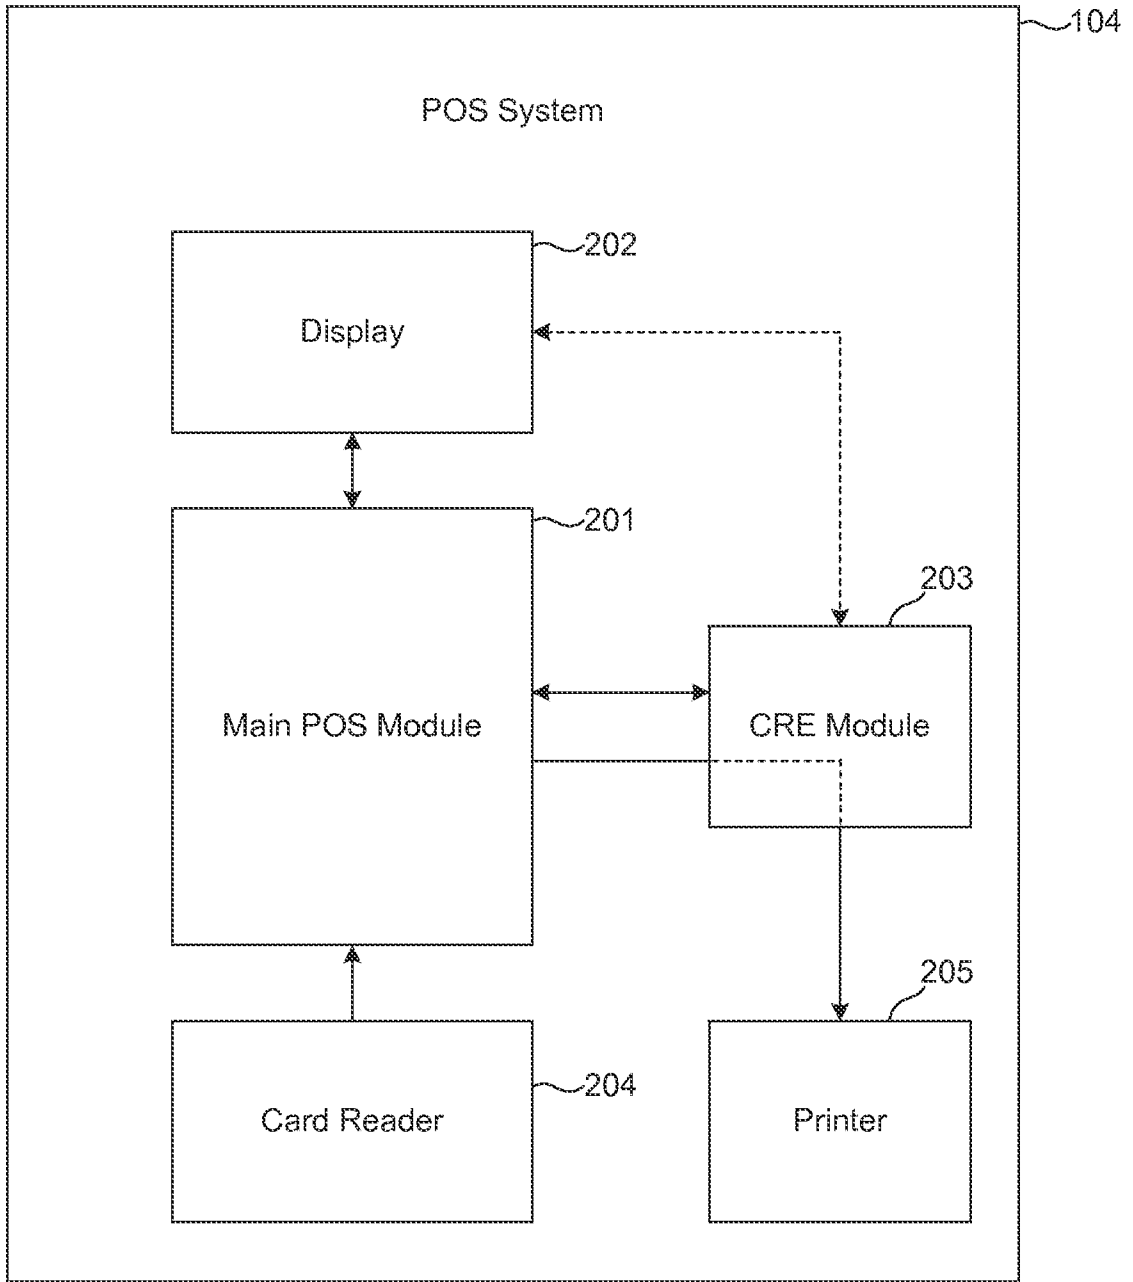 104
POS System
202
Display
201
203
Main POS Module
CRE Module
205
204
Card Reader
Printer